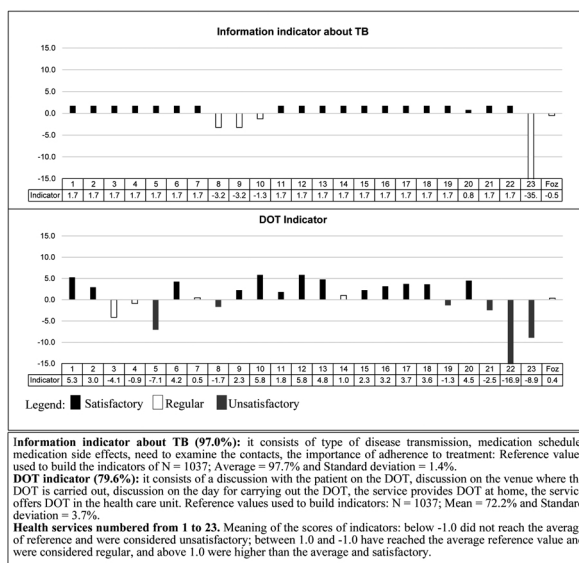 Information indicator about TB
15.0
10.0
5.0
0.0
-5.0
-10.0
-15.0
1 2 3 4 5 6 7 8 9 10 11 12 13 14 15 16 17 18 19 20 21 22 23 Foz
Indicator 1.7 1.7 1.7 1.7 1.7 1.7 1.7 -3.2 -3.2 -1.3 1.7 1.7 1.7 1.7 1.7 1.7 1.7 1.7 1.7 0.8 1.7 1.7 -35. -0.5
DOT Indicator
15.0
10.0
5.0
0.0
-5.0
-10.0
-15.0
1 2 3 4 5 6 7 8 9 10 11 12 13 14 15 16 17 18 19 20 21 22 23 Foz
Indicator 5.3 3.0 -4.1 -0.9 -7.1 4.2 0.5 -1.7 2.3 5.8 1.8 5.8 4.8 1.0 2.3 3.2 3.7 3.6 -1.3 4.5 -2.5 -16.9 -8.9 0.4
Legend: Satisfactory Regular Unsatisfactory
Information indicator about TB (97.0%): it consists of type of disease transmission, medication schedule
medication side effects, need to examine the contacts, the importance of adherence to treatment: Reference value
used to build the indicators of N = 1037; Average = 97.7% and Standard deviation = 1.4%.
DOT indicator (79.6%): it consists of a discussion with the patient on the DOT, discussion on the venue where th
DOT is carried out, discussion on the day for carrying out the DOT, the service provides DOT at home, the servic
offers DOT in the health care unit. Reference values used to build indicators: N = 1037; Mean = 72.2% and Standar
deviation = 3.7%.
Health services numbered from 1 to 23. Meaning of the scores of indicators: below -1.0 did not reach the averag
of reference and were considered unsatisfactory; between 1.0 and -1.0 have reached the average reference value an
were considered regular, and above 1.0 were higher than the average and satisfactory.